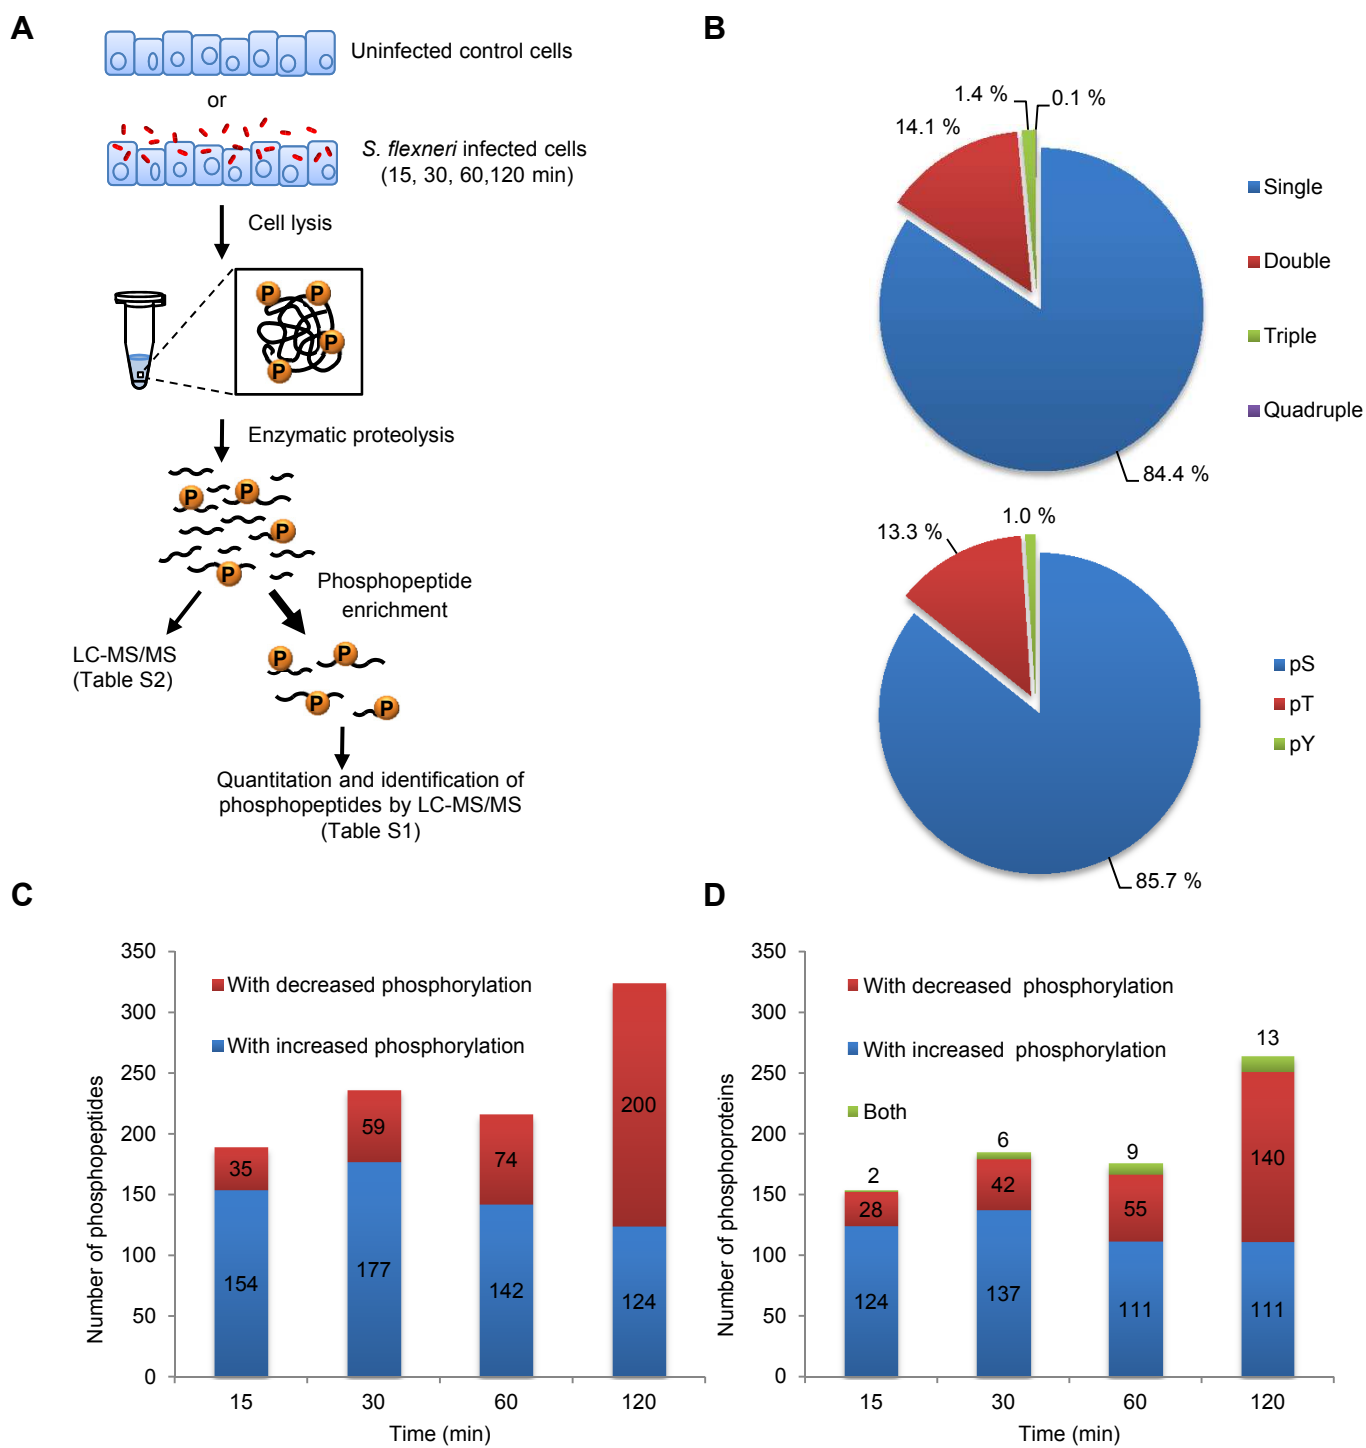 A
Uninfected control cells
or
S. flexneri infected cells
(15, 30, 60,120 min)
Cell lysis
P P
P
P
Enzymatic proteolysis
P P
P
P
Phosphopeptide
enrichment
LC-MS/MS
(Table S2)
P P
P P
Quantitation and identification of
phosphopeptides by LC-MS/MS
(Table S1)
B
1.4 %
0.1 %
14.1 %
84.4 %
Single
Double
Triple
Quadruple
13.3 %
1.0 %
85.7 %
pS
pT
pY
C
Number of phosphopeptides
350
300
250
200
150
100
50
0
With decreased phosphorylation
With increased phosphorylation
35
154
59
177
74
142
200
124
15 30 60 120
Time (min)
D
Number of phosphoproteins
350
300
250
200
150
100
50
0
With decreased phosphorylation
With increased phosphorylation
Both
2
28
124
6
42
137
9
55
111
13
140
111
15 30 60 120
Time (min)